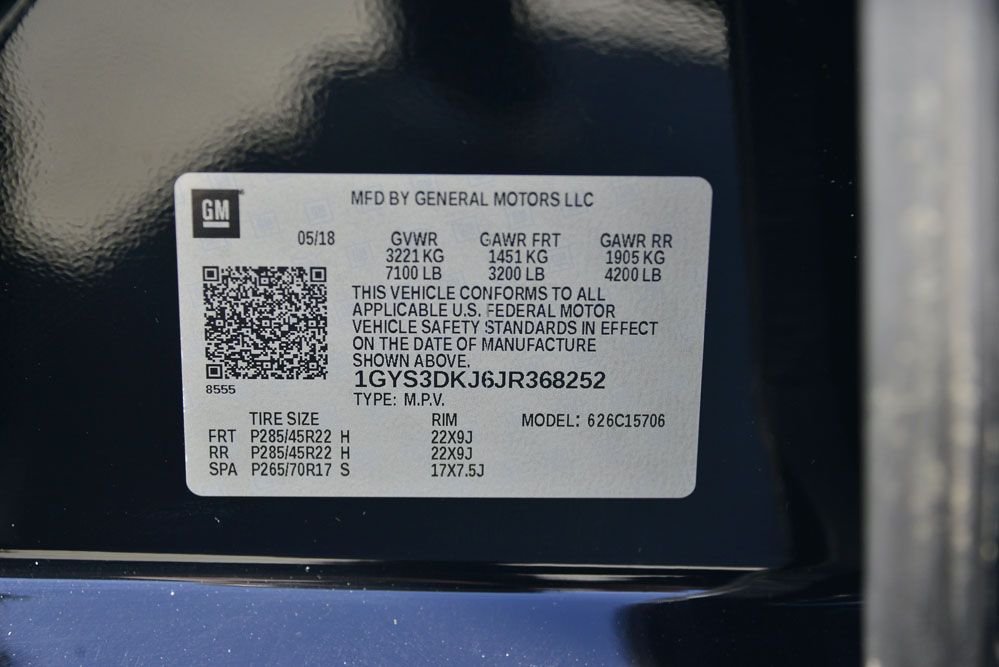 GM
MFD BY GENERAL MOTORS LLC
05/18 GVWR GAWR FRT GAWR RR
3221 KG 1451 KG 1905 KG
7100 LB 3200 LB 4200 LB
THIS VEHICLE CONFORMS TO ALL
APPLICABLE U.S. FEDERAL MOTOR
VEHICLE SAFETY STANDARDS IN EFFECT
ON THE DATE OF MANUFACTURE
SHOWN ABOVE.
8555
1GYS3DKJ6JR368252
TYPE: M.P.V.
TIRE SIZE RIM MODEL: 626C15706
FRT P285/45R22 H 22X9J
RR P285/45R22 H 22X9J
SPA P265/70R17 S 17X7.5J